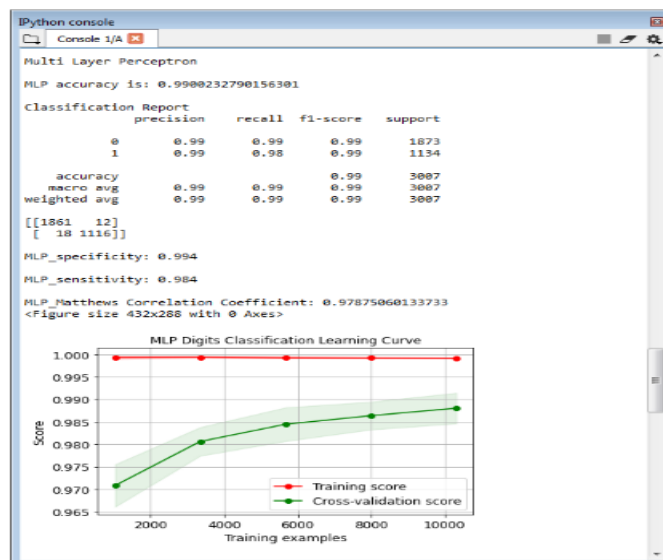 IPython console
Console 1/A
Multi Layer Perceptron
MLP accuracy is: 0.9900232790156301
Classification Report
precision recall f1-score support
0 0.99 0.99 0.99 1873
1 0.99 0.98 0.99 1134
accuracy 0.99 3007
macro avg 0.99 0.99 0.99 3007
weighted avg 0.99 0.99 0.99 3007
[[1861 12]
[ 18 1116]]
MLP_specificity: 0.994
MLP_sensitivity: 0.984
MLP_Matthews Correlation Coefficient: 0.97875060133733
<Figure size 432x288 with 0 Axes>
MLP Digits Classification Learning Curve
1.000
0.995
0.990
0.985
0.980
0.975
0.970
0.965
Score
Training score
Cross-validation score
2000 4000 6000 8000 10000
Training examples